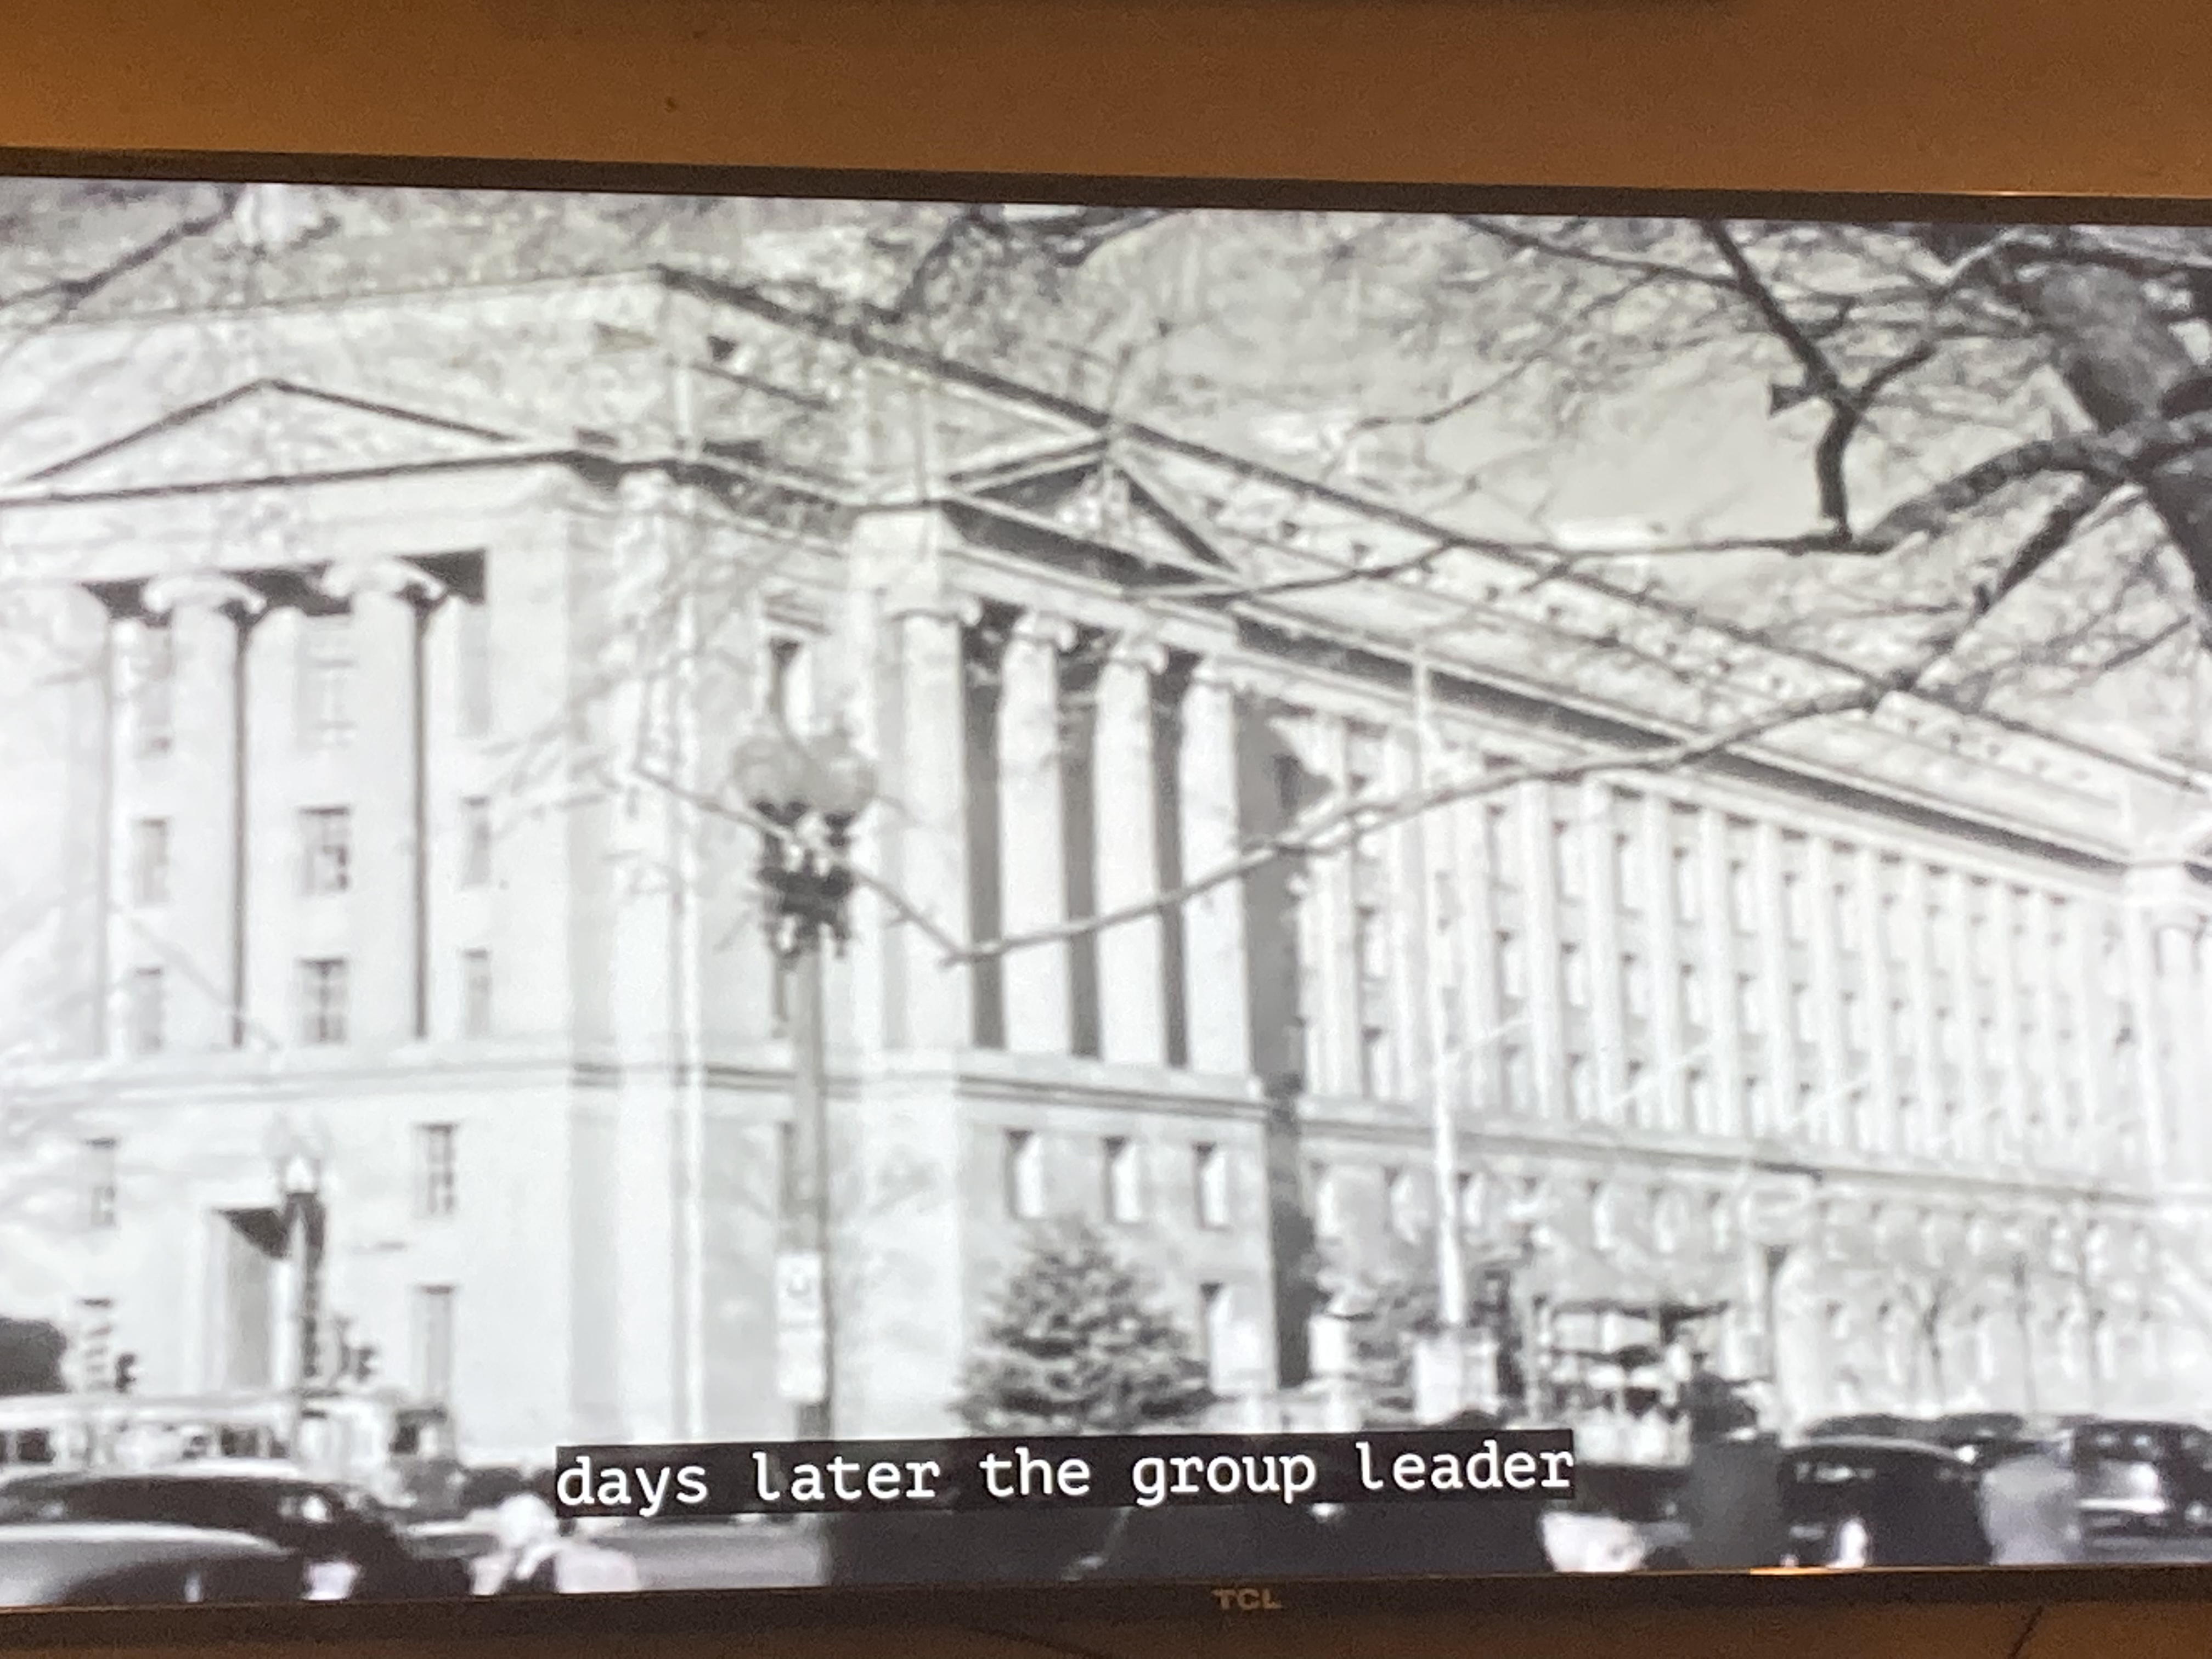 days later the group leader
TCL